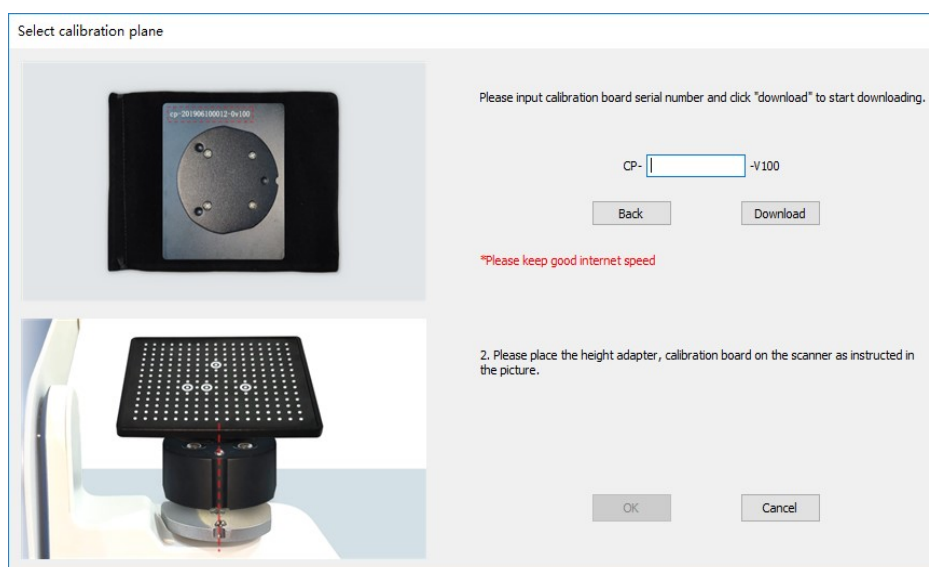 Select calibration plane
cp-201906100012-0v100
Please input calibration board serial number and click "download" to start downloading.
CP-
-V100
Back
Download
*Please keep good internet speed
2. Please place the height adapter, calibration board on the scanner as instructed in
the picture.
OK
Cancel